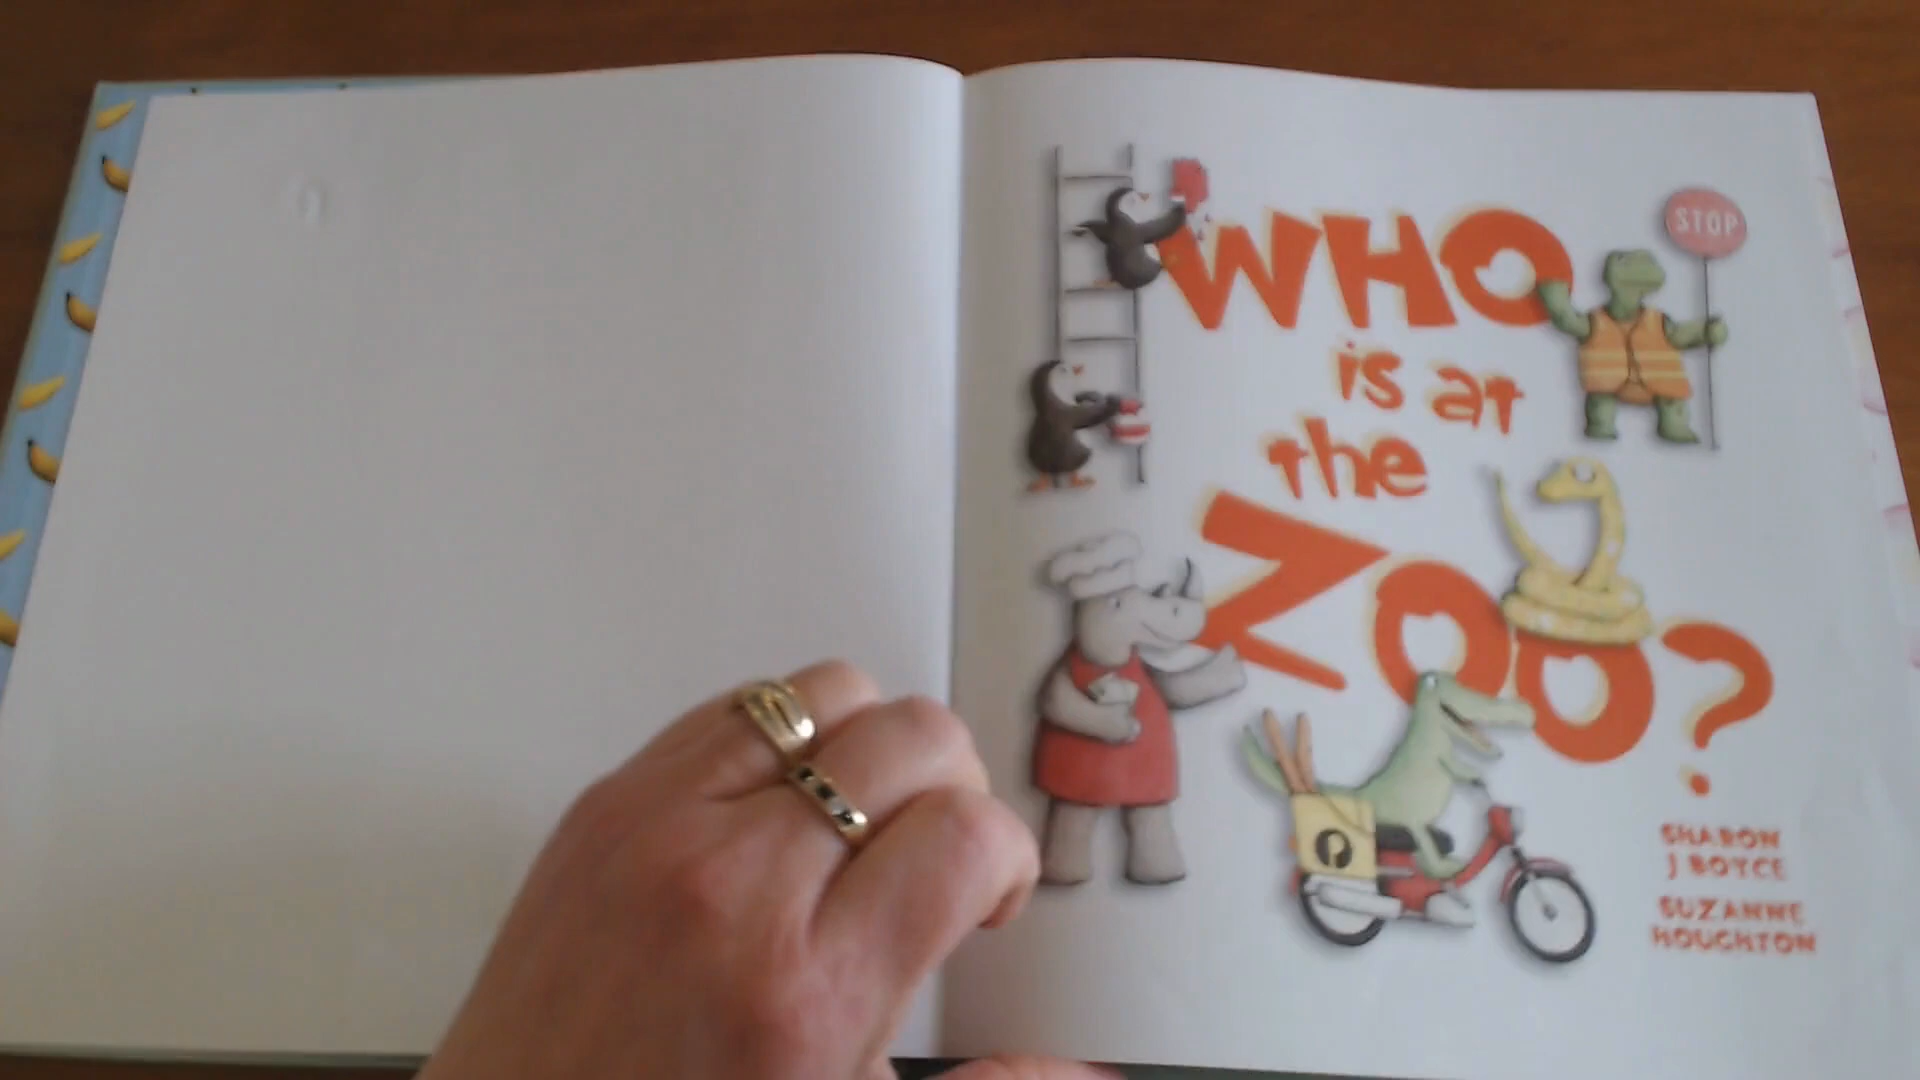 WHO
is at
the
ZOO?
STOP
SHARON
J BOYCE
SUZANNE
HOUGHTON